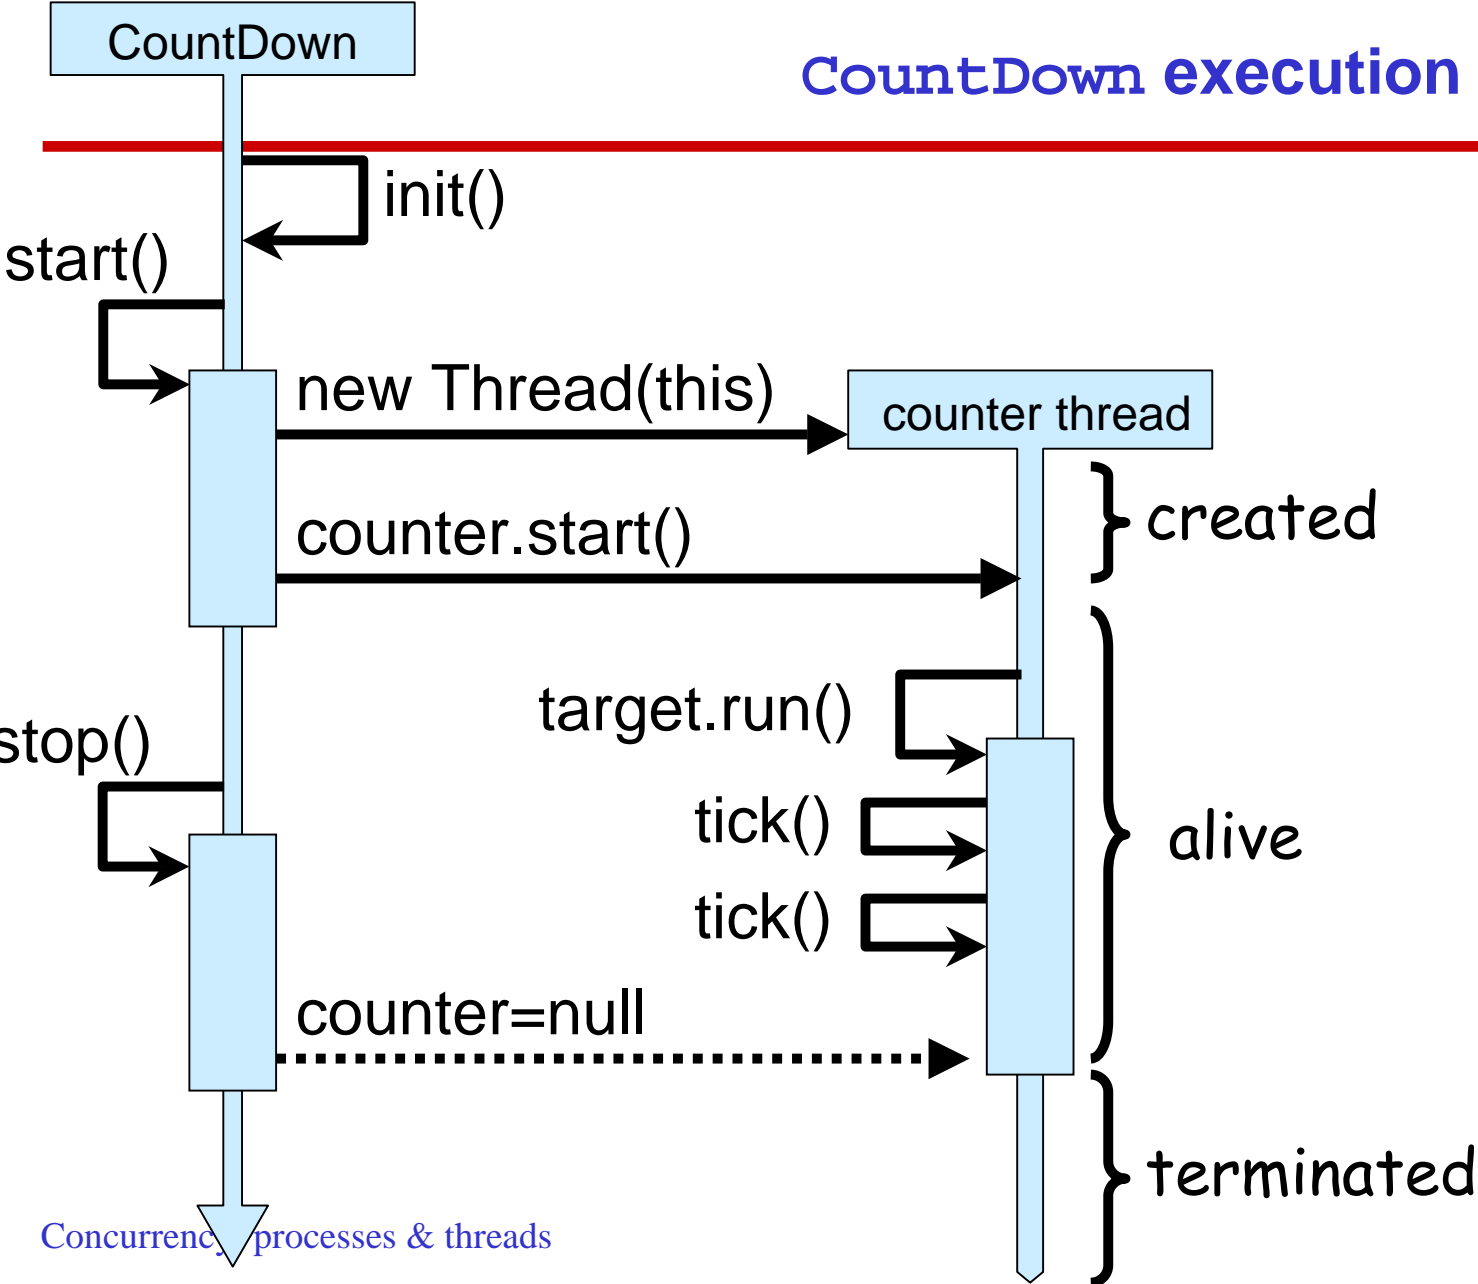 CountDown
CountDown execution
init()
start()
new Thread(this)
counter thread
created
counter.start()
target.run()
stop()
tick()
alive
tick()
counter=null
terminated
Concurrency processes & threads